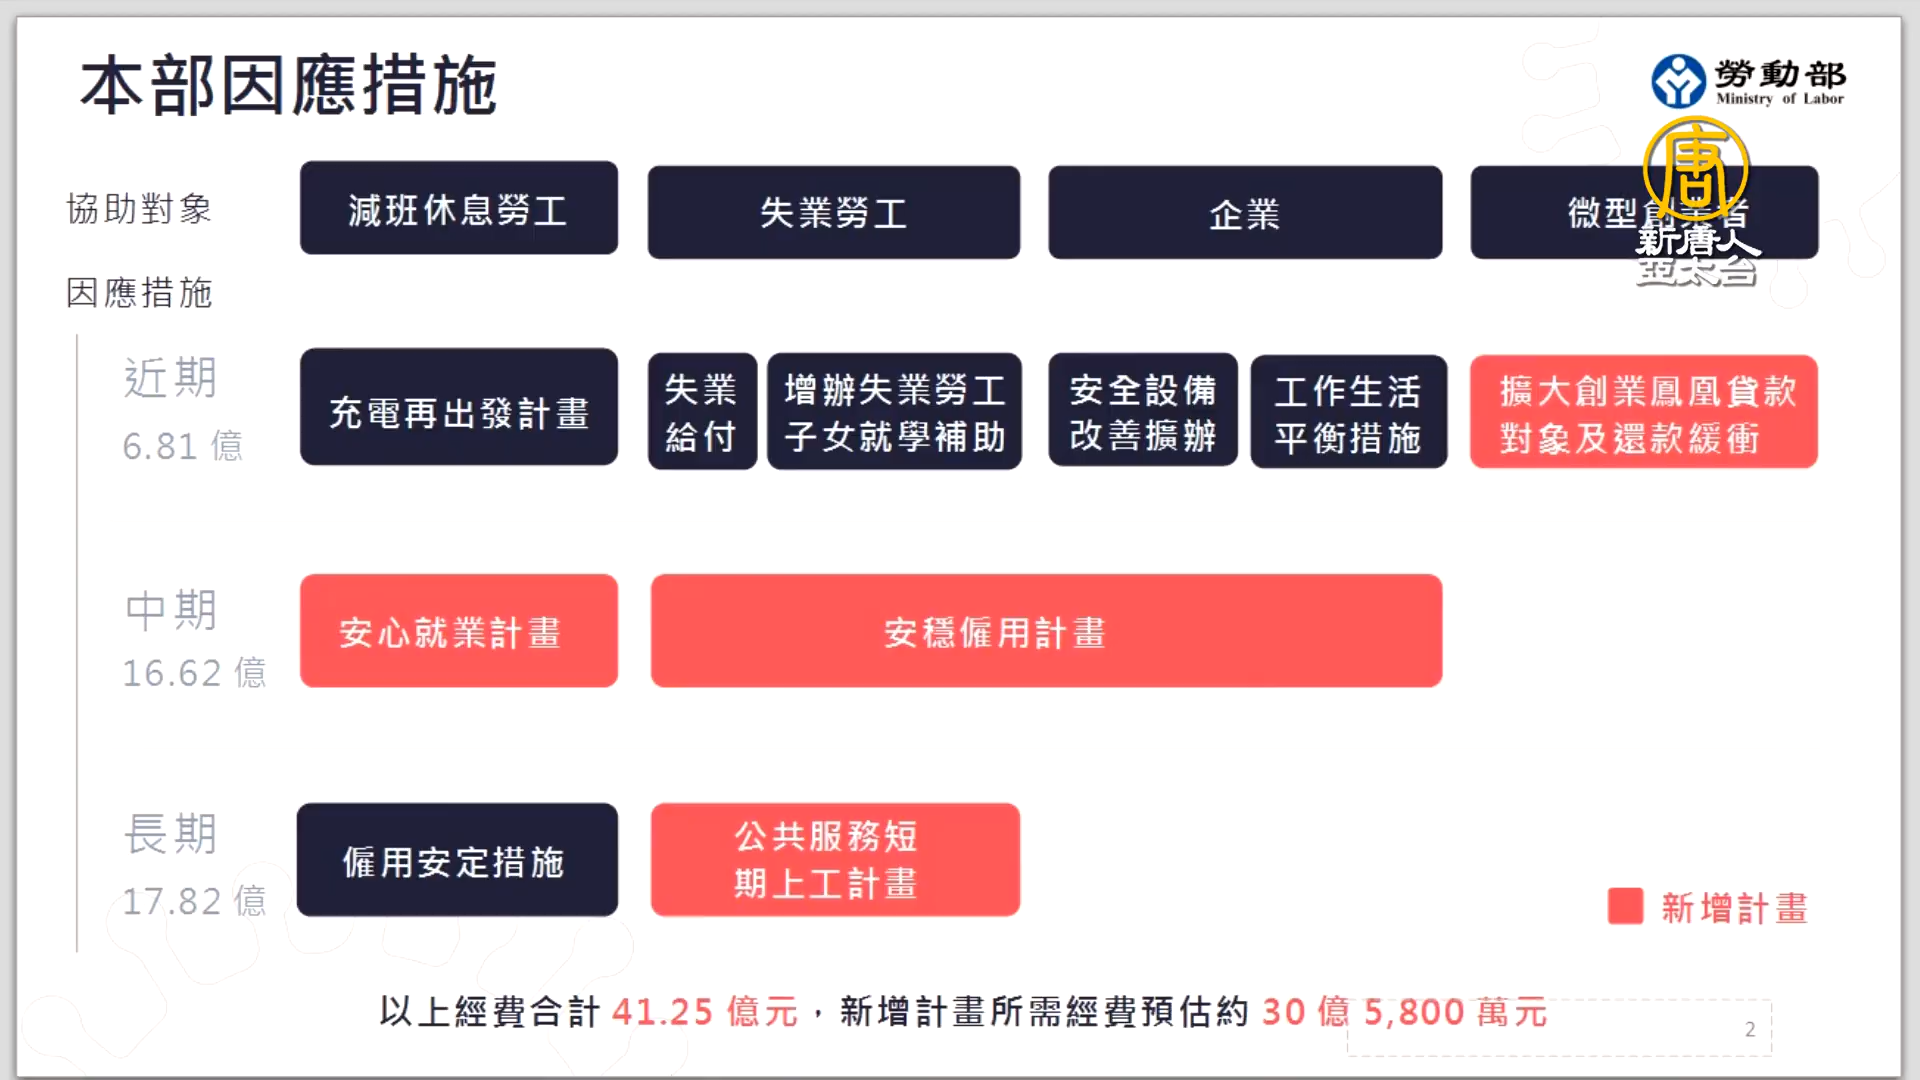 本部因應措施
勞動部
Ministry of Labor
唐
新唐人
亞太台
協助對象
減班休息勞工
失業勞工
企業
微型創業者
因應措施
近期
6.81 億
充電再出發計畫
失業
給付
增辦失業勞工
子女就學補助
安全設備
改善擴辦
工作生活
平衡措施
擴大創業鳳凰貸款
對象及還款緩衝
中期
16.62 億
安心就業計畫
安穩僱用計畫
長期
17.82 億
僱用安定措施
公共服務短
期上工計畫
新增計畫
以上經費合計 41.25 億元，新增計畫所需經費預估約 30 億 5,800 萬元
2